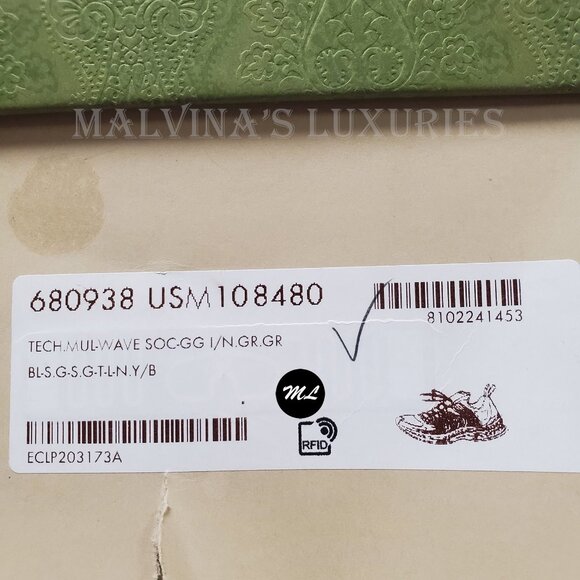 MALVINA'S LUXURIES
680938 USM108480
8102241453
TECH.MUL-WAVE SOC-GG I/N.GR.GR
BL-S.G-S.G-T-L-N.Y/B
ML
RFID
ECLP203173A